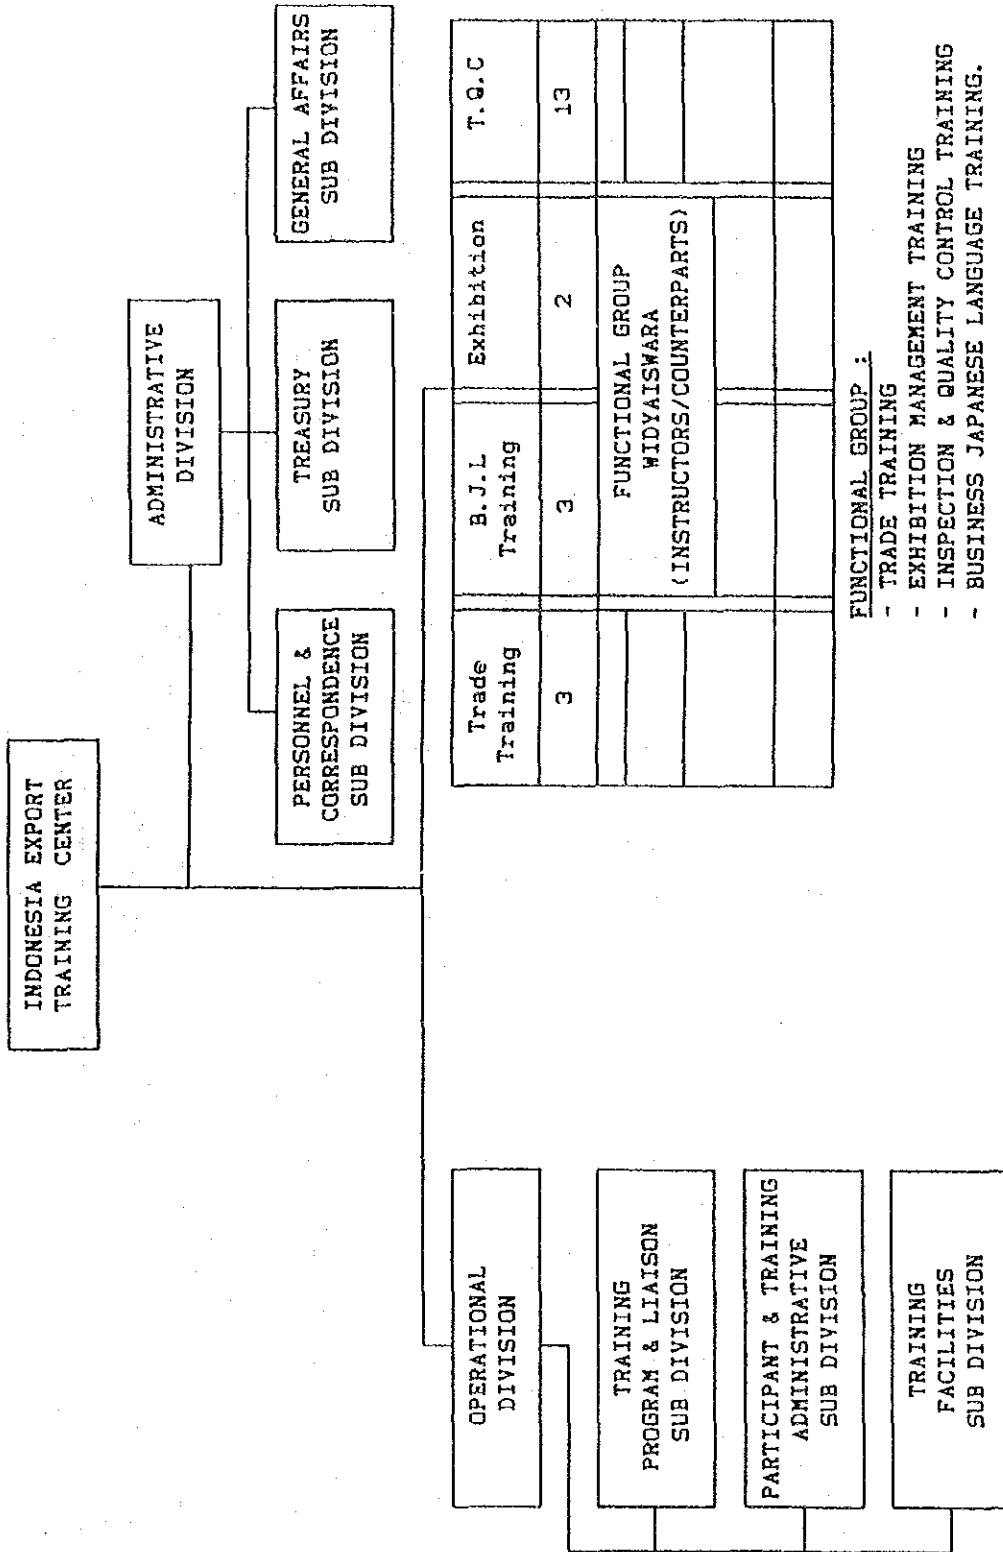 INDONESIA EXPORT
TRAINING CENTER
ADMINISTRATIVE
DIVISION
PERSONNEL &
CORRESPONDENCE
SUB DIVISION
TREASURY
SUB DIVISION
GENERAL AFFAIRS
SUB DIVISION
OPERATIONAL
DIVISION
TRAINING
PROGRAM & LIAISON
SUB DIVISION
PARTICIPANT & TRAINING
ADMINISTRATIVE
SUB DIVISION
TRAINING
FACILITIES
SUB DIVISION
Trade
Training
B.J.L
Training
Exhibition
T.Q.C
3
3
2
13
FUNCTIONAL GROUP
WIDYAISWARA
(INSTRUCTORS/COUNTERPARTS)
FUNCTIONAL GROUP :
- TRADE TRAINING
- EXHIBITION MANAGEMENT TRAINING
- INSPECTION & QUALITY CONTROL TRAINING
- BUSINESS JAPANESE LANGUAGE TRAINING.